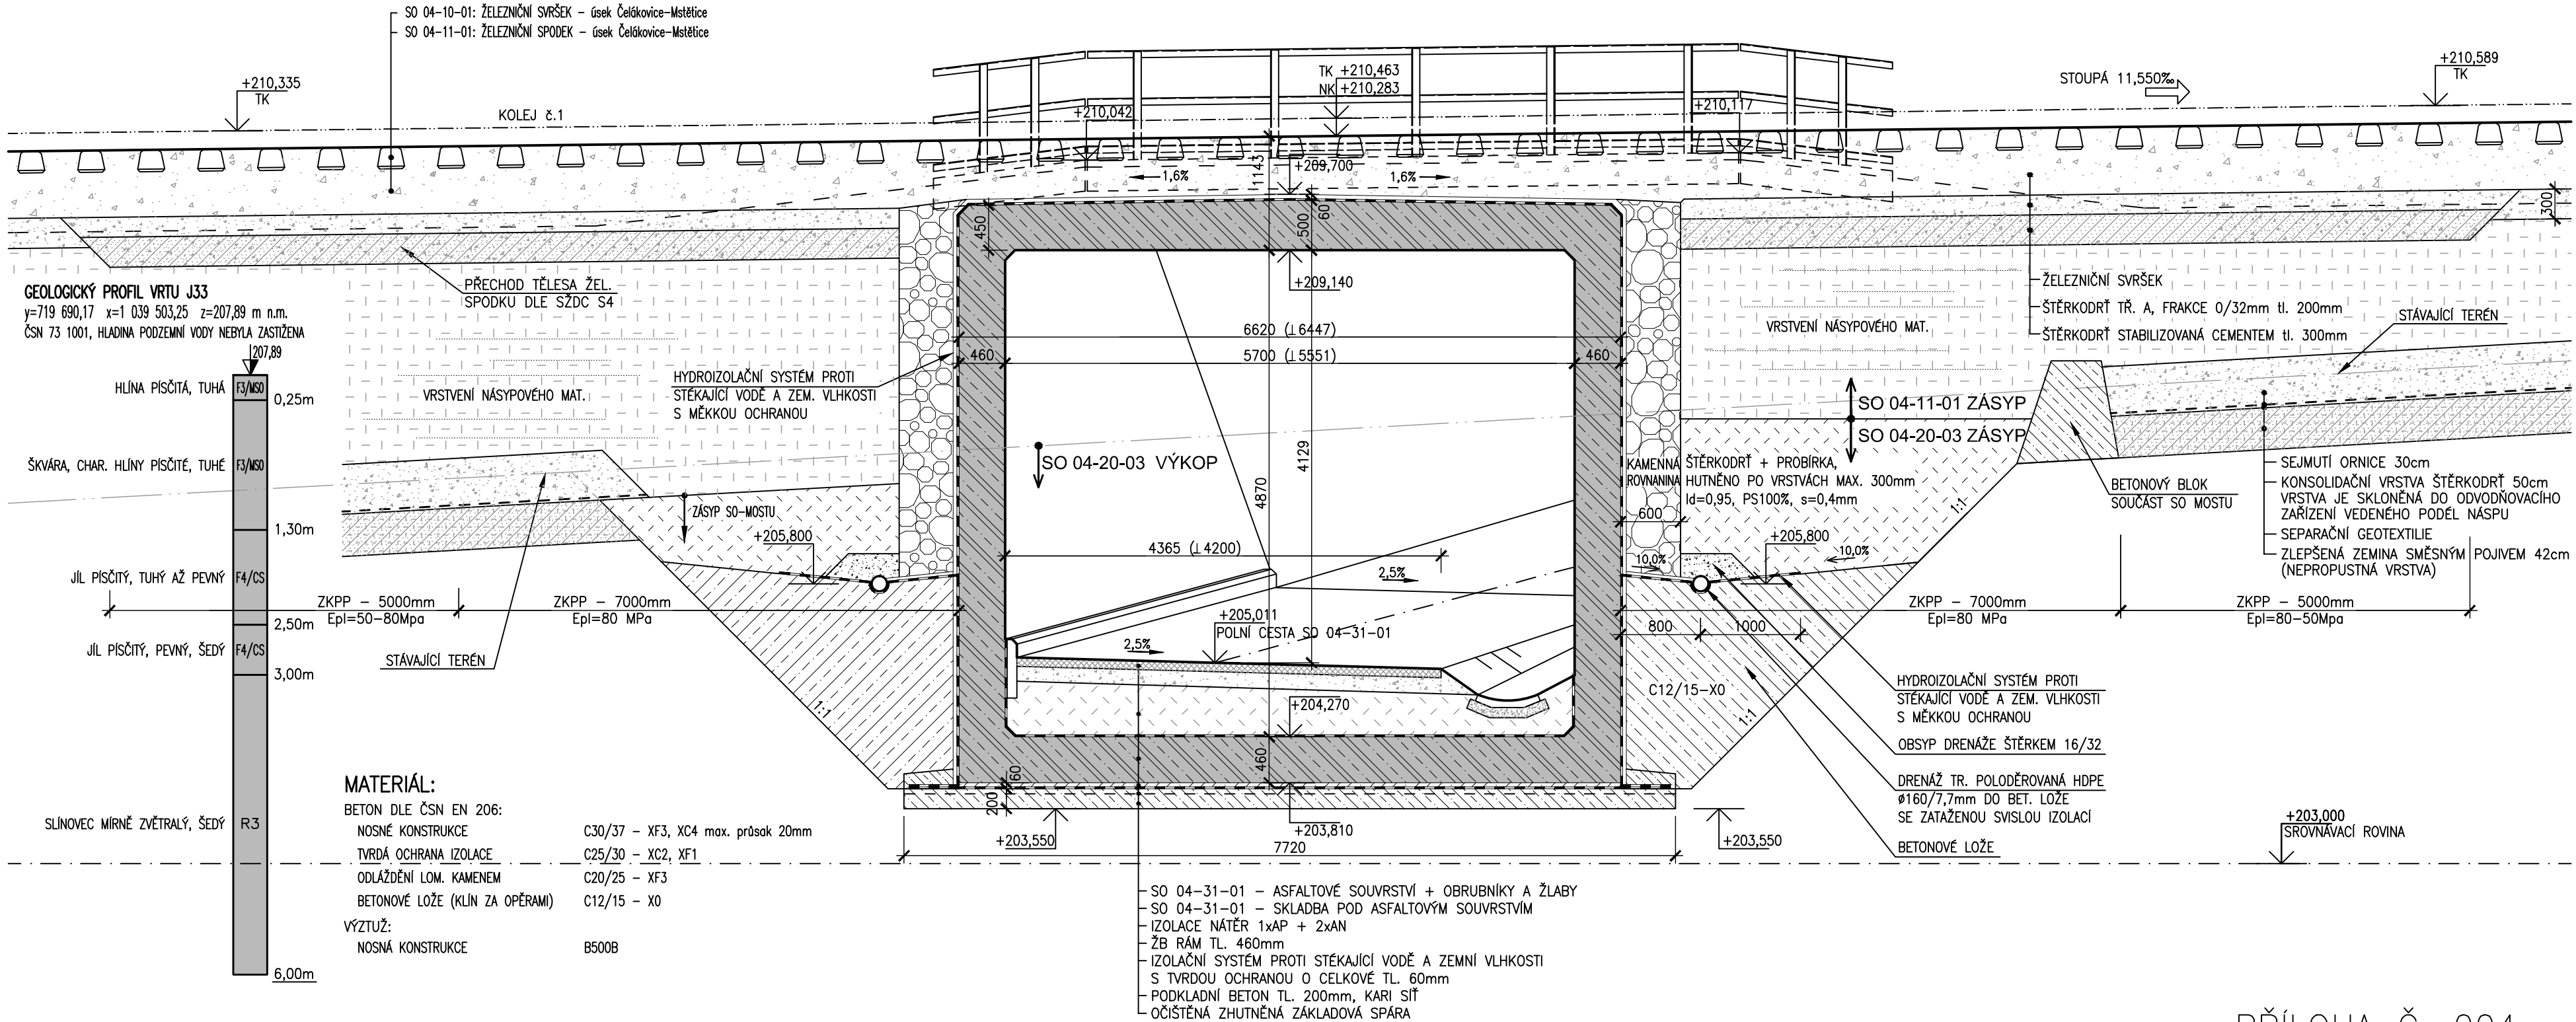 SO 04-10-01: ŽELEZNIČNÍ SVRŠEK – úsek Čelákovice-Mstětice
SO 04-11-01: ŽELEZNIČNÍ SPODEK – úsek Čelákovice-Mstětice
+210,335
TK
KOLEJ č.1
TK +210,463
NK +210,283
+210,042
+210,117
STOUPÁ 11,550‰
+210,589
TK
1143
+209,700
1,6%
1,6%
450
500
60
300
+209,140
PŘECHOD TĚLESA ŽEL.
SPODKU DLE SŽDC S4
GEOLOGICKÝ PROFIL VRTU J33
y=719 690,17 x=1 039 503,25 z=207,89 m n.m.
ČSN 73 1001, HLADINA PODZEMNÍ VODY NEBYLA ZASTIŽENA
207,89
HLÍNA PÍSČITÁ, TUHÁ
F3/MSO
0,25m
ŠKVÁRA, CHAR. HLÍNY PÍSČITÉ, TUHÉ
F3/MSO
1,30m
JÍL PÍSČITÝ, TUHÝ AŽ PEVNÝ
F4/CS
2,50m
JÍL PÍSČITÝ, PEVNÝ, ŠEDÝ
F4/CS
3,00m
SLÍNOVEC MÍRNĚ ZVĚTRALÝ, ŠEDÝ
R3
6,00m
VRSTVENÍ NÁSYPOVÉHO MAT.
HYDROIZOLAČNÍ SYSTÉM PROTI
STÉKAJÍCÍ VODĚ A ZEM. VLHKOSTI
S MĚKKOU OCHRANOU
6620 (⊥6447)
460
5700 (⊥5551)
460
SO 04-20-03 VÝKOP
4129
4870
ZÁSYP SO-MOSTU
+205,800
4365 (⊥4200)
2,5%
+205,011
POLNÍ CESTA SO 04-31-01
2,5%
ZKPP – 5000mm
Epl=50-80Mpa
ZKPP – 7000mm
Epl=80 MPa
STÁVAJÍCÍ TERÉN
1:1
+204,270
460
60
200
+203,550
+203,810
7720
+203,550
VRSTVENÍ NÁSYPOVÉHO MAT.
ŽELEZNIČNÍ SVRŠEK
ŠTĚRKODRŤ TŘ. A, FRAKCE 0/32mm tl. 200mm
ŠTĚRKODRŤ STABILIZOVANÁ CEMENTEM tl. 300mm
STÁVAJÍCÍ TERÉN
SO 04-11-01 ZÁSYP
SO 04-20-03 ZÁSYP
KAMENNÁ
ROVNANINA
ŠTĚRKODRŤ + PROBÍRKA,
HUTNĚNO PO VRSTVÁCH MAX. 300mm
Id=0,95, PS100%, s=0,4mm
600
+205,800
10,0%
10,0%
1:1
BETONOVÝ BLOK
SOUČÁST SO MOSTU
SEJMUTÍ ORNICE 30cm
KONSOLIDAČNÍ VRSTVA ŠTĚRKODRŤ 50cm
VRSTVA JE SKLONĚNÁ DO ODVODŇOVACÍHO
ZAŘÍZENÍ VEDENÉHO PODÉL NÁSPU
SEPARAČNÍ GEOTEXTILIE
ZLEPŠENÁ ZEMINA SMĚSNÝM POJIVEM 42cm
(NEPROPUSTNÁ VRSTVA)
ZKPP – 7000mm
Epl=80 MPa
ZKPP – 5000mm
Epl=80-50Mpa
800
1000
C12/15-X0
1:1
HYDROIZOLAČNÍ SYSTÉM PROTI
STÉKAJÍCÍ VODĚ A ZEM. VLHKOSTI
S MĚKKOU OCHRANOU
OBSYP DRENÁŽE ŠTĚRKEM 16/32
DRENÁŽ TR. POLODĚROVANÁ HDPE
ø160/7,7mm DO BET. LOŽE
SE ZATAŽENOU SVISLOU IZOLACÍ
BETONOVÉ LOŽE
+203,000
SROVNÁVACÍ ROVINA
MATERIÁL:
BETON DLE ČSN EN 206:
NOSNÉ KONSTRUKCE C30/37 – XF3, XC4 max. průsak 20mm
TVRDÁ OCHRANA IZOLACE C25/30 – XC2, XF1
ODLÁŽDĚNÍ LOM. KAMENEM C20/25 – XF3
BETONOVÉ LOŽE (KLÍN ZA OPĚRAMI) C12/15 – X0
VÝZTUŽ:
NOSNÁ KONSTRUKCE B500B
SO 04-31-01 – ASFALTOVÉ SOUVRSTVÍ + OBRUBNÍKY A ŽLABY
SO 04-31-01 – SKLADBA POD ASFALTOVÝM SOUVRSTVÍM
IZOLACE NÁTĚR 1xAP + 2xAN
ŽB RÁM TL. 460mm
IZOLAČNÍ SYSTÉM PROTI STÉKAJÍCÍ VODĚ A ZEMNÍ VLHKOSTI
S TVRDOU OCHRANOU O CELKOVÉ TL. 60mm
PODKLADNÍ BETON TL. 200mm, KARI SÍŤ
OČIŠTĚNÁ ZHUTNĚNÁ ZÁKLADOVÁ SPÁRA